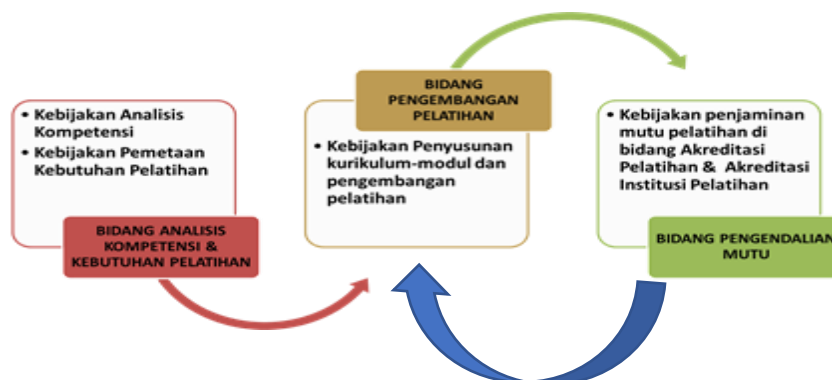 • Kebijakan Analisis
Kompetensi
• Kebijakan Pemetaan
Kebutuhan Pelatihan
BIDANG ANALISIS
KOMPETENSI &
KEBUTUHAN PELATIHAN
BIDANG
PENGEMBANGAN
PELATIHAN
• Kebijakan Penyusunan
kurikulum-modul dan
pengembangan
pelatihan
• Kebijakan penjaminan
mutu pelatihan di
bidang Akreditasi
Pelatihan & Akreditasi
Institusi Pelatihan
BIDANG PENGENDALIAN
MUTU